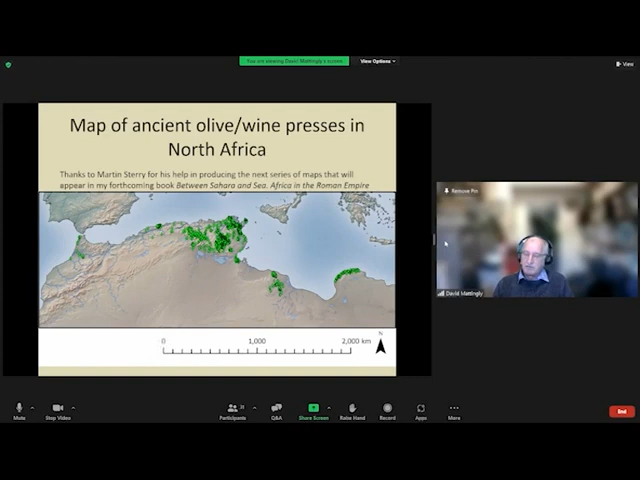 You are viewing David Mattingly's screen
View Options
View
Map of ancient olive/wine presses in
North Africa
Thanks to Martin Sterry for his help in producing the next series of maps that will
appear in my forthcoming book Between Sahara and Sea. Africa in the Roman Empire
0
1,000
2,000 km
N
Remove Pin
David Mattingly
Mute
Stop Video
Participants
Q&A
Share Screen
Raise Hand
Record
Apps
More
End